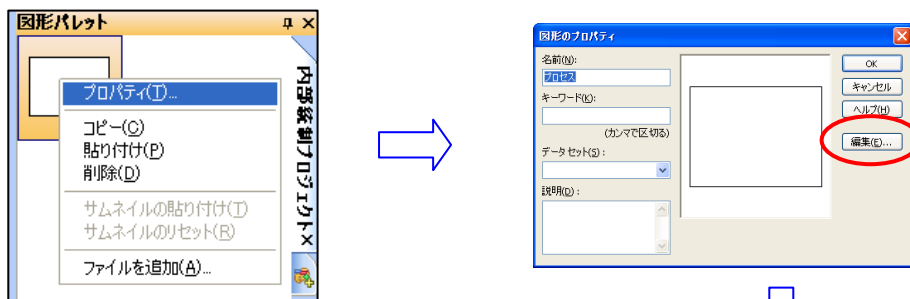 図形パレット
プロパティ(T)...
コピー(C)
貼り付け(P)
削除(D)
サムネイルの貼り付け(T)
サムネイルのリセット(R)
ファイルを追加(A)...
内部統制プロジェクトX
図形のプロパティ
名前(N):
プロセス
キーワード(K):
(カンマで区切る)
データ セット(S) :
説明(D) :
OK
キャンセル
ヘルプ(H)
編集(E)...